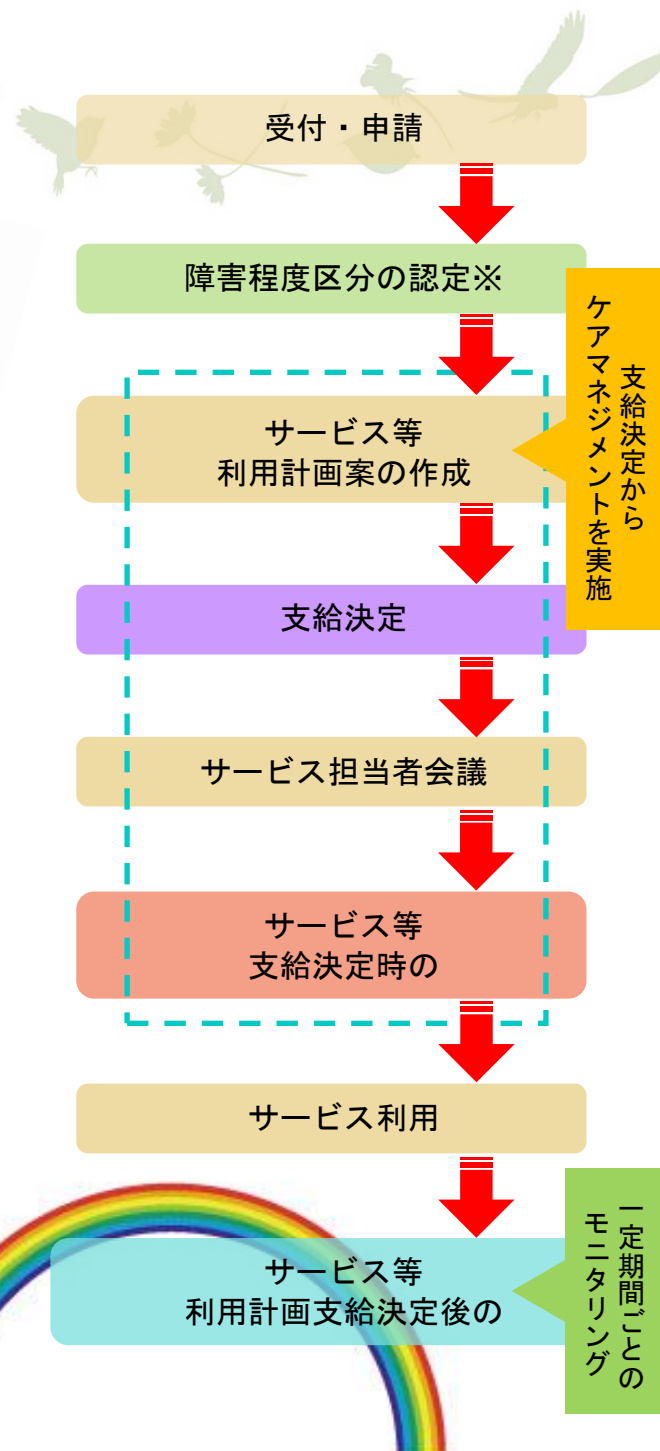 受付・申請
障害程度区分の認定※
支給決定から
ケアマネジメントを実施
サービス等
利用計画案の作成
支給決定
サービス担当者会議
サービス等
支給決定時の
サービス利用
サービス等
利用計画支給決定後の
一定期間ごとの
モニタリング